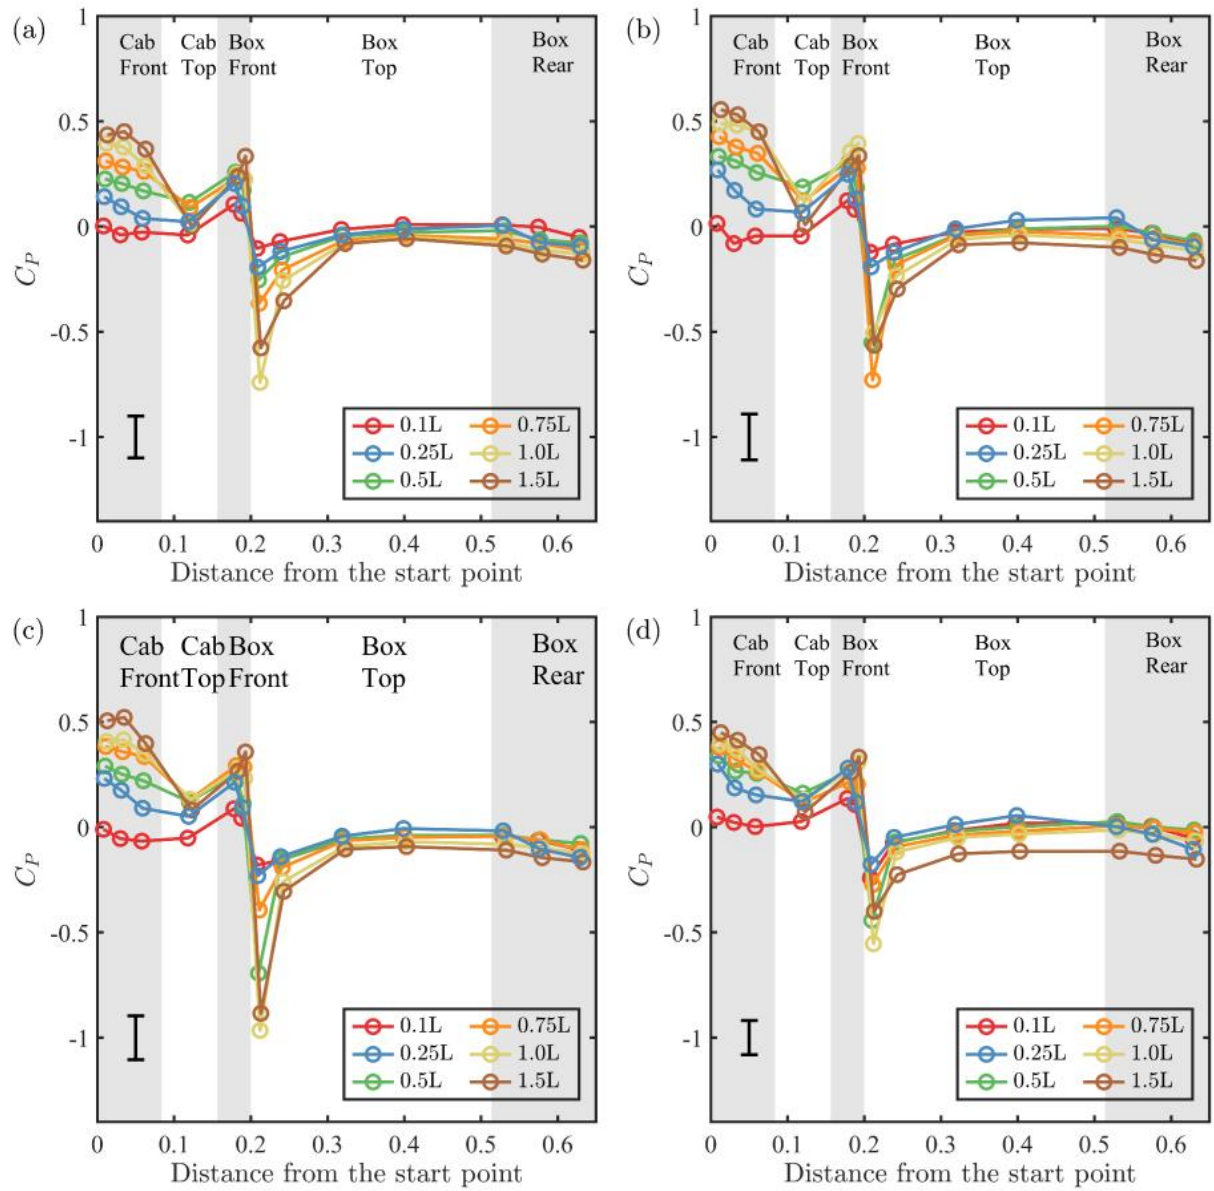 (a)
Cab Cab Box Box Box
Front Top Front Top Rear
1
0.5
0
-0.5
-1
C_P
0.1L 0.75L
0.25L 1.0L
0.5L 1.5L
0 0.1 0.2 0.3 0.4 0.5 0.6
Distance from the start point
(b)
Cab Cab Box Box Box
Front Top Front Top Rear
1
0.5
0
-0.5
-1
C_P
0.1L 0.75L
0.25L 1.0L
0.5L 1.5L
0 0.1 0.2 0.3 0.4 0.5 0.6
Distance from the start point
(c)
Cab Cab Box Box Box
Front Top Front Top Rear
1
0.5
0
-0.5
-1
C_P
0.1L 0.75L
0.25L 1.0L
0.5L 1.5L
0 0.1 0.2 0.3 0.4 0.5 0.6
Distance from the start point
(d)
Cab Cab Box Box Box
Front Top Front Top Rear
1
0.5
0
-0.5
-1
C_P
0.1L 0.75L
0.25L 1.0L
0.5L 1.5L
0 0.1 0.2 0.3 0.4 0.5 0.6
Distance from the start point